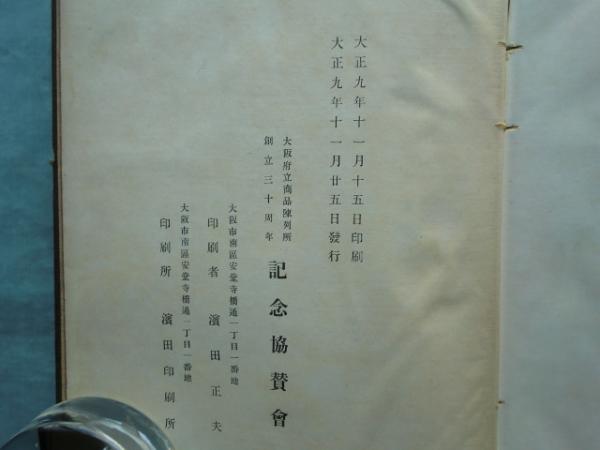 大正九年十一月十五日印刷
大正九年十一月廿五日發行
大阪府立商品陳列所
創立三十周年
記念協贊會
大阪市南區安堂寺橋通一丁目一番地
印刷者 濱田正夫
大阪市南區安堂寺橋通一丁目一番地
印刷所 濱田印刷所